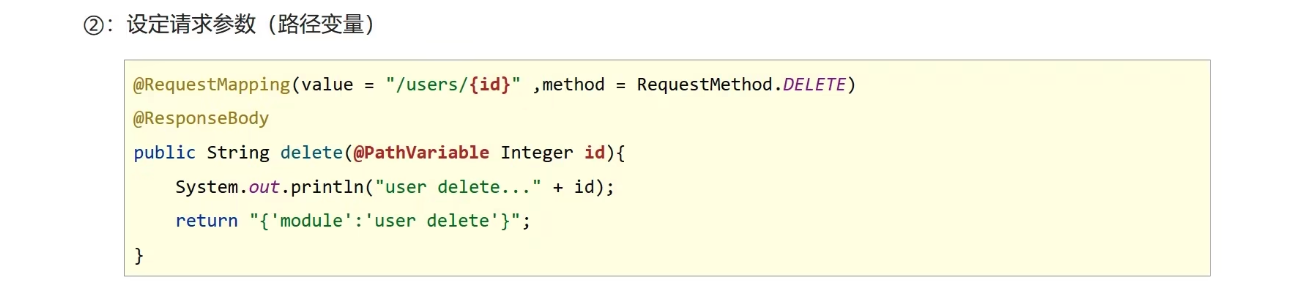 ②：设定请求参数（路径变量）
@RequestMapping(value = "/users/{id}" ,method = RequestMethod.DELETE)
@ResponseBody
public String delete(@PathVariable Integer id){
    System.out.println("user delete..." + id);
    return "{'module':'user delete'}";
}